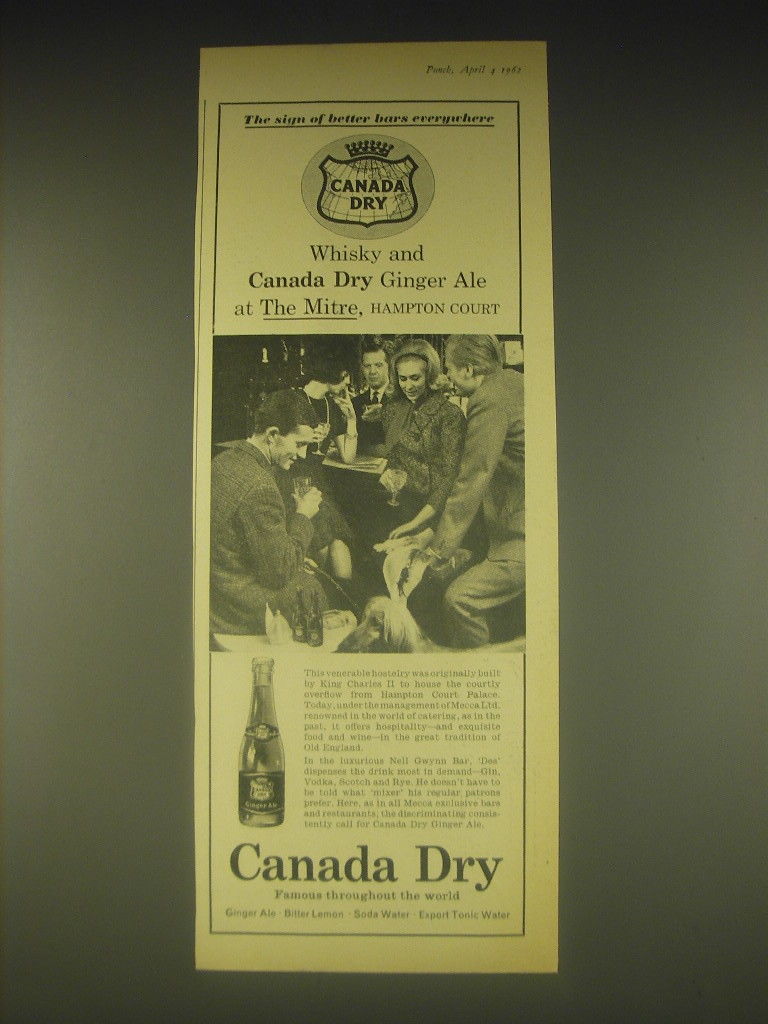 Punch, April 4 1962
The sign of better bars everywhere
CANADA
DRY
Whisky and
Canada Dry Ginger Ale
at The Mitre, HAMPTON COURT
This venerable hostelry was originally built
by King Charles II to house the courtly
overflow from Hampton Court Palace.
Today, under the management of Mecca Ltd,
renowned in the world of catering, as in the
past, it offers hospitality—and exquisite
food and wine—in the great tradition of
Old England.
In the luxurious Nell Gwynn Bar, 'Des'
dispenses the drink most in demand—Gin,
Vodka, Scotch and Rye. He doesn't have to
be told what 'mixer' his regular patrons
prefer. Here, as in all Mecca exclusive bars
and restaurants, the discriminating consis-
tently call for Canada Dry Ginger Ale.
Ginger Ale
Canada Dry
Famous throughout the world
Ginger Ale · Bitter Lemon · Soda Water · Export Tonic Water